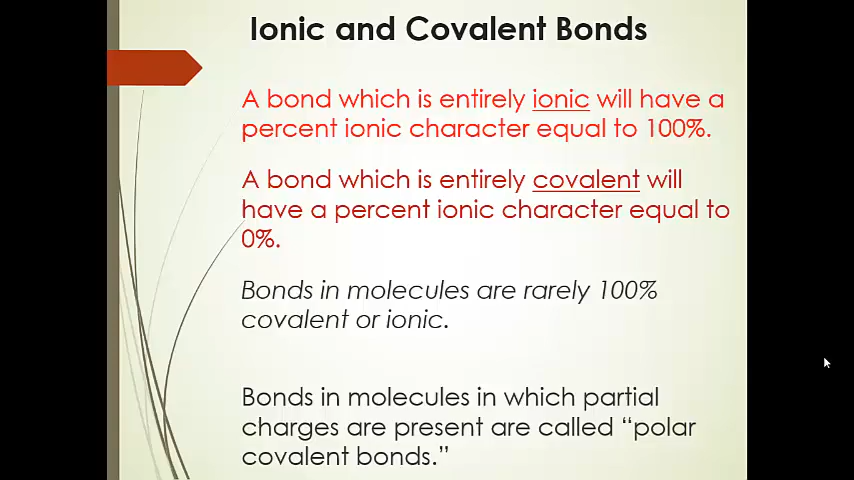 Ionic and Covalent Bonds
A bond which is entirely ionic will have a
percent ionic character equal to 100%.
A bond which is entirely covalent will
have a percent ionic character equal to
0%.
Bonds in molecules are rarely 100%
covalent or ionic.
Bonds in molecules in which partial
charges are present are called “polar
covalent bonds.”